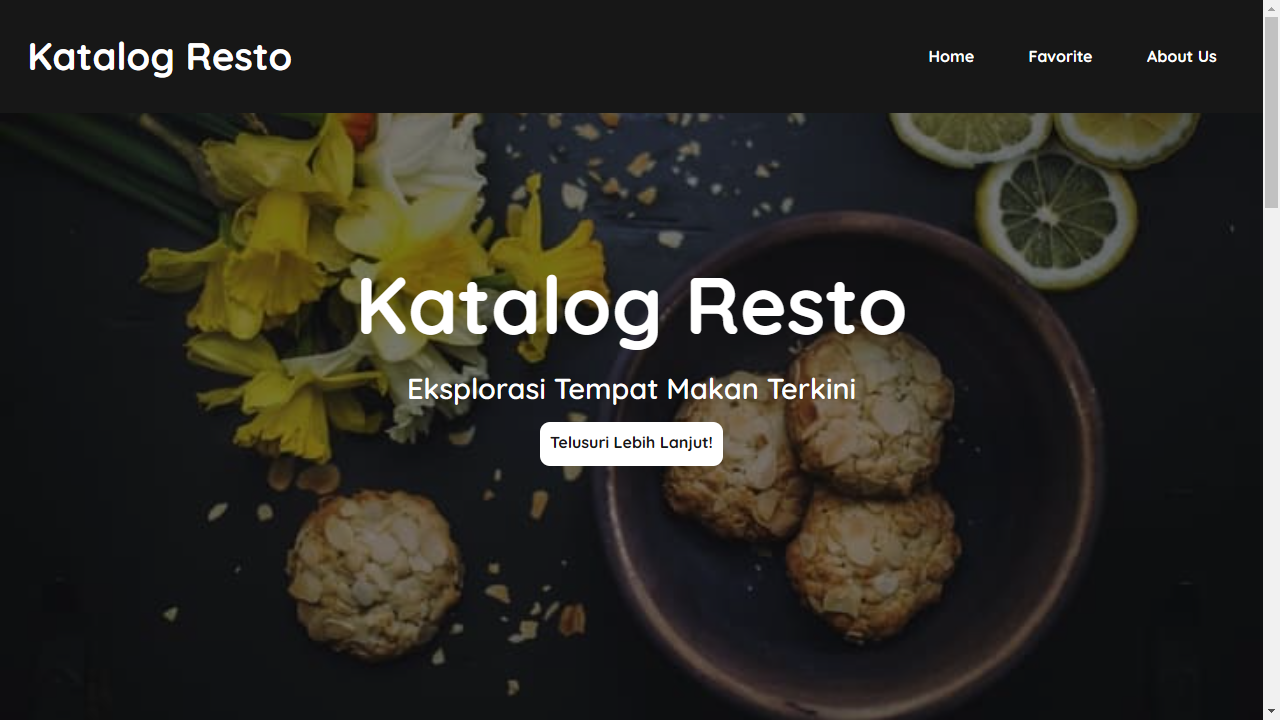 Katalog Resto
Home Favorite About Us
Katalog Resto
Eksplorasi Tempat Makan Terkini
Telusuri Lebih Lanjut!